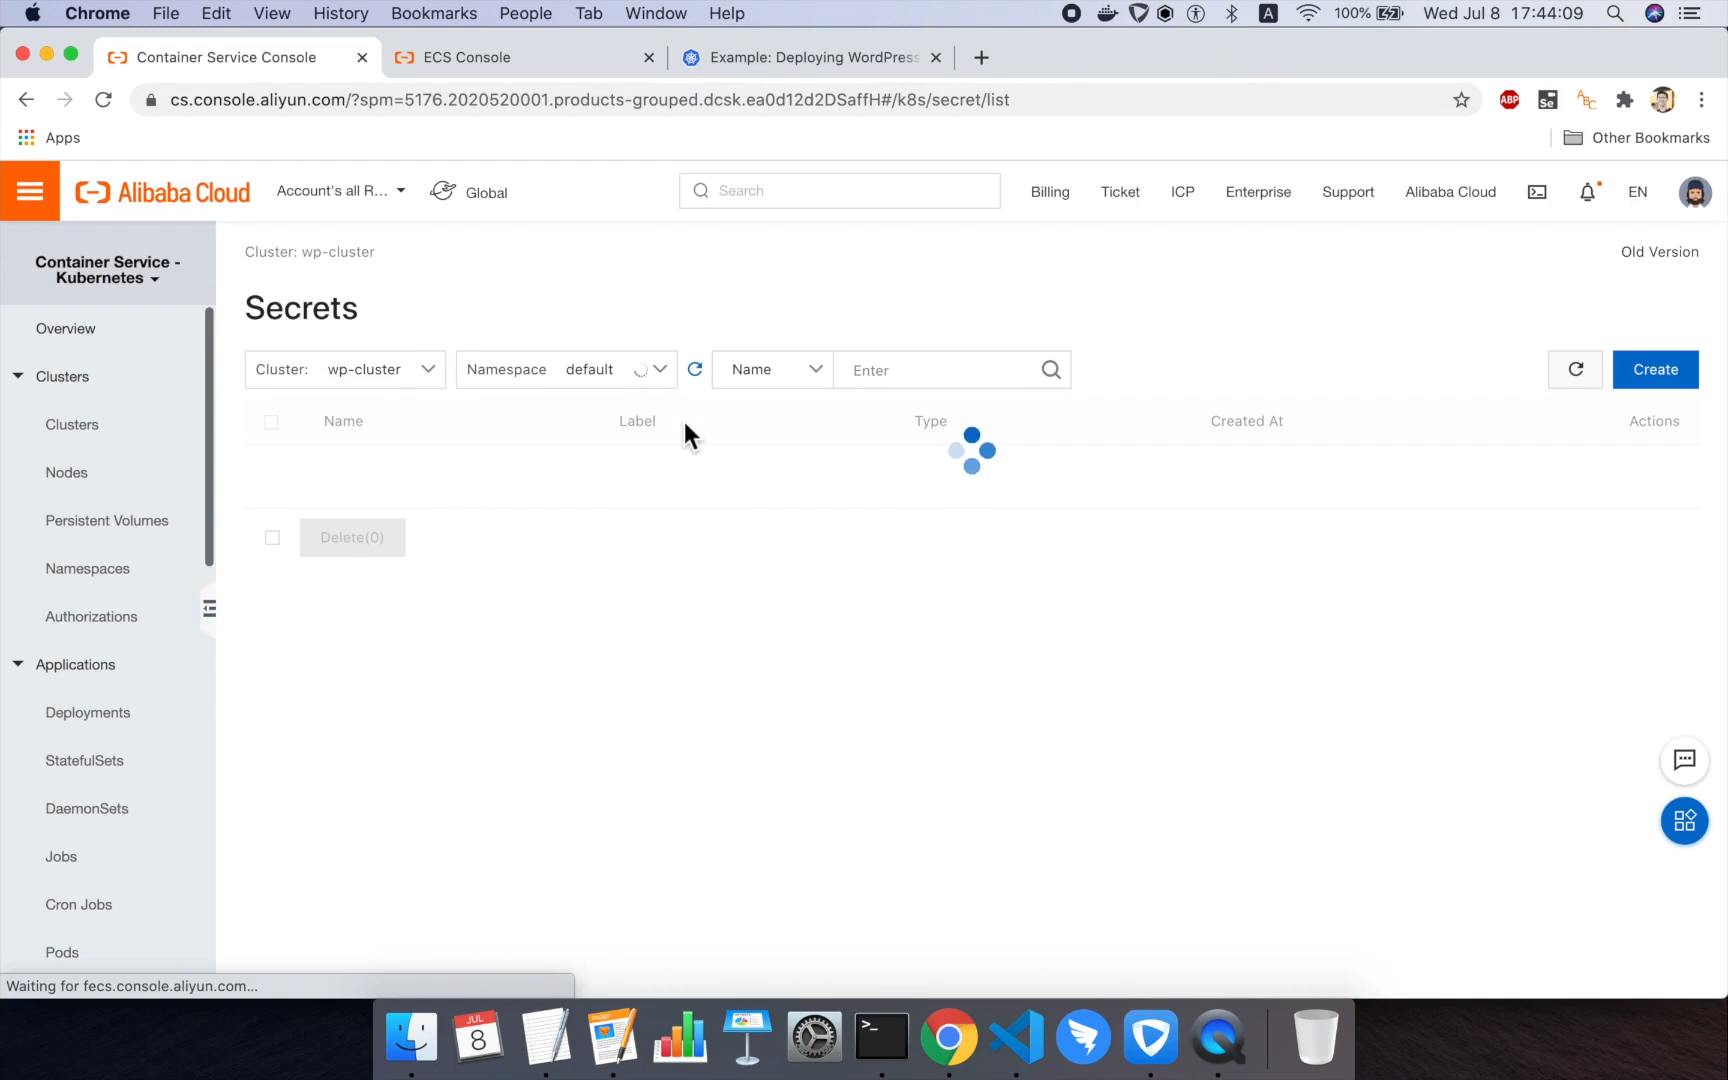 Chrome File Edit View History Bookmarks People Tab Window Help A 100% Wed Jul 8 17:44:09
Container Service Console ECS Console Example: Deploying WordPress
cs.console.aliyun.com/?spm=5176.2020520001.products-grouped.dcsk.ea0d12d2DSaffH#/k8s/secret/list ABP Se ABC
Apps Other Bookmarks
Alibaba Cloud Account's all R... Global Search Billing Ticket ICP Enterprise Support Alibaba Cloud EN
Container Service -
Kubernetes
Cluster: wp-cluster Old Version
Secrets
Overview
Cluster: wp-cluster Namespace default Name Enter Create
Clusters
Name Label Type Created At Actions
Clusters
Nodes
Persistent Volumes
Delete(0)
Namespaces
Authorizations
Applications
Deployments
StatefulSets
DaemonSets
Jobs
Cron Jobs
Pods
Waiting for fecs.console.aliyun.com...
JUL
8